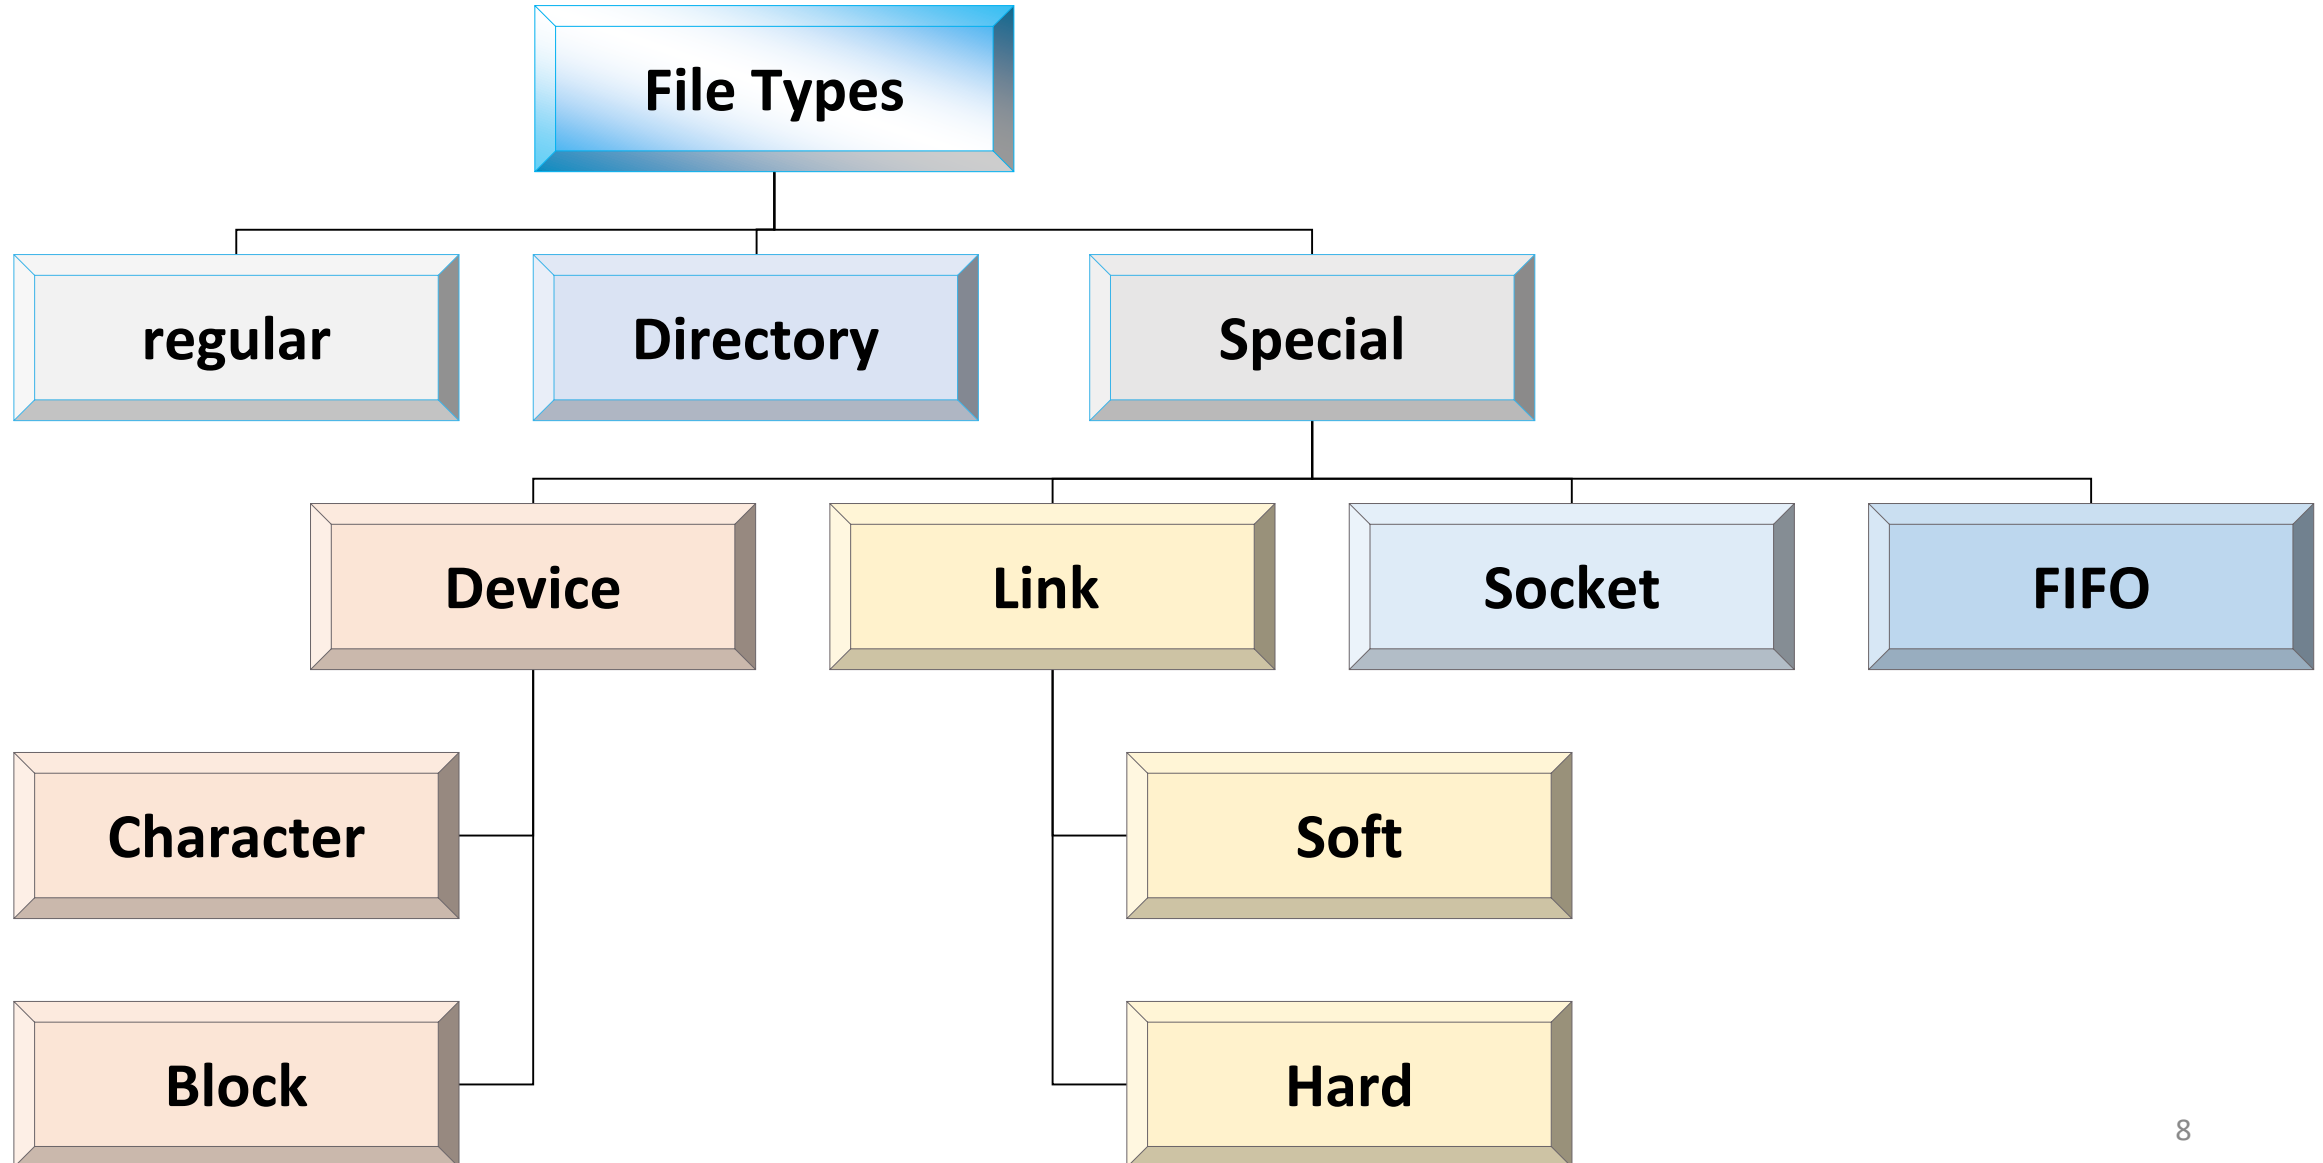 File Types
regular
Directory
Special
Device
Link
Socket
FIFO
Character
Soft
Block
Hard
8